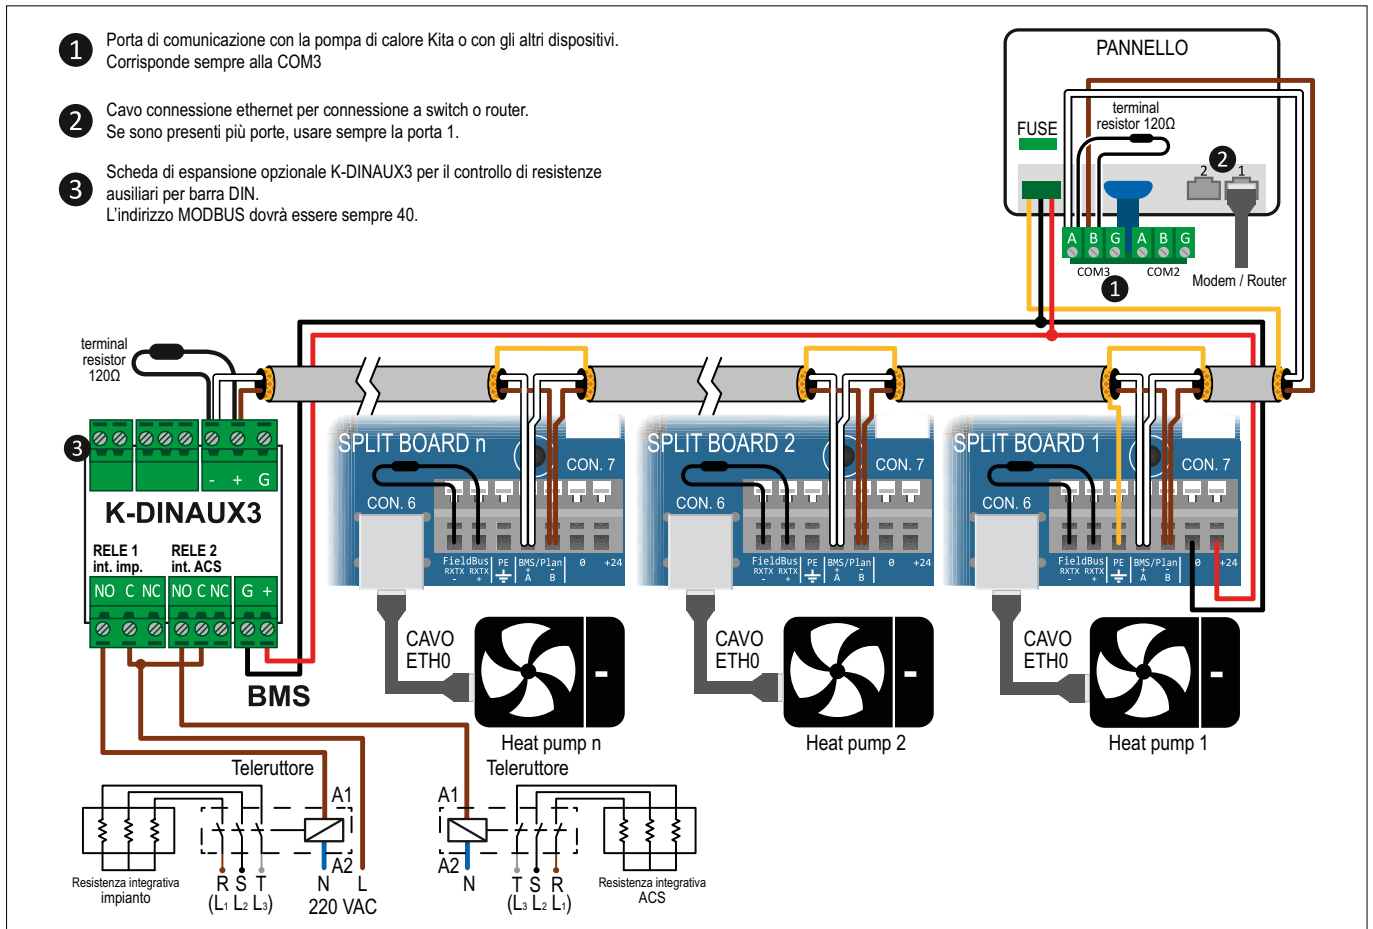 1 Porta di comunicazione con la pompa di calore Kita o con gli altri dispositivi.
Corrisponde sempre alla COM3
2 Cavo connessione ethernet per connessione a switch o router.
Se sono presenti più porte, usare sempre la porta 1.
3 Scheda di espansione opzionale K-DINAUX3 per il controllo di resistenze
ausiliari per barra DIN.
L'indirizzo MODBUS dovrà essere sempre 40.
PANNELLO
terminal
resistor 120Ω
FUSE
2
2 1
A B G A B G
COM3 COM2
1
Modem / Router
terminal
resistor
120Ω
3
- + G
K-DINAUX3
RELE 1
int. imp.
RELE 2
int. ACS
NO C NC NO C NC G +
BMS
SPLIT BOARD n
CON. 7
CON. 6
FieldBus PE BMS/Plan 0 +24
RXTX RXTX + -
- + A B
CAVO
ETH0
Heat pump n
SPLIT BOARD 2
CON. 7
CON. 6
FieldBus PE BMS/Plan 0 +24
RXTX RXTX + -
- + A B
CAVO
ETH0
Heat pump 2
SPLIT BOARD 1
CON. 7
CON. 6
FieldBus PE BMS/Plan 0 +24
RXTX RXTX + -
- + A B
CAVO
ETH0
Heat pump 1
Teleruttore
A1
A2
R S T N L
(L1 L2 L3) 220 VAC
Resistenza integrativa
impianto
Teleruttore
A1
A2
N T S R
(L3 L2 L1)
Resistenza integrativa
ACS